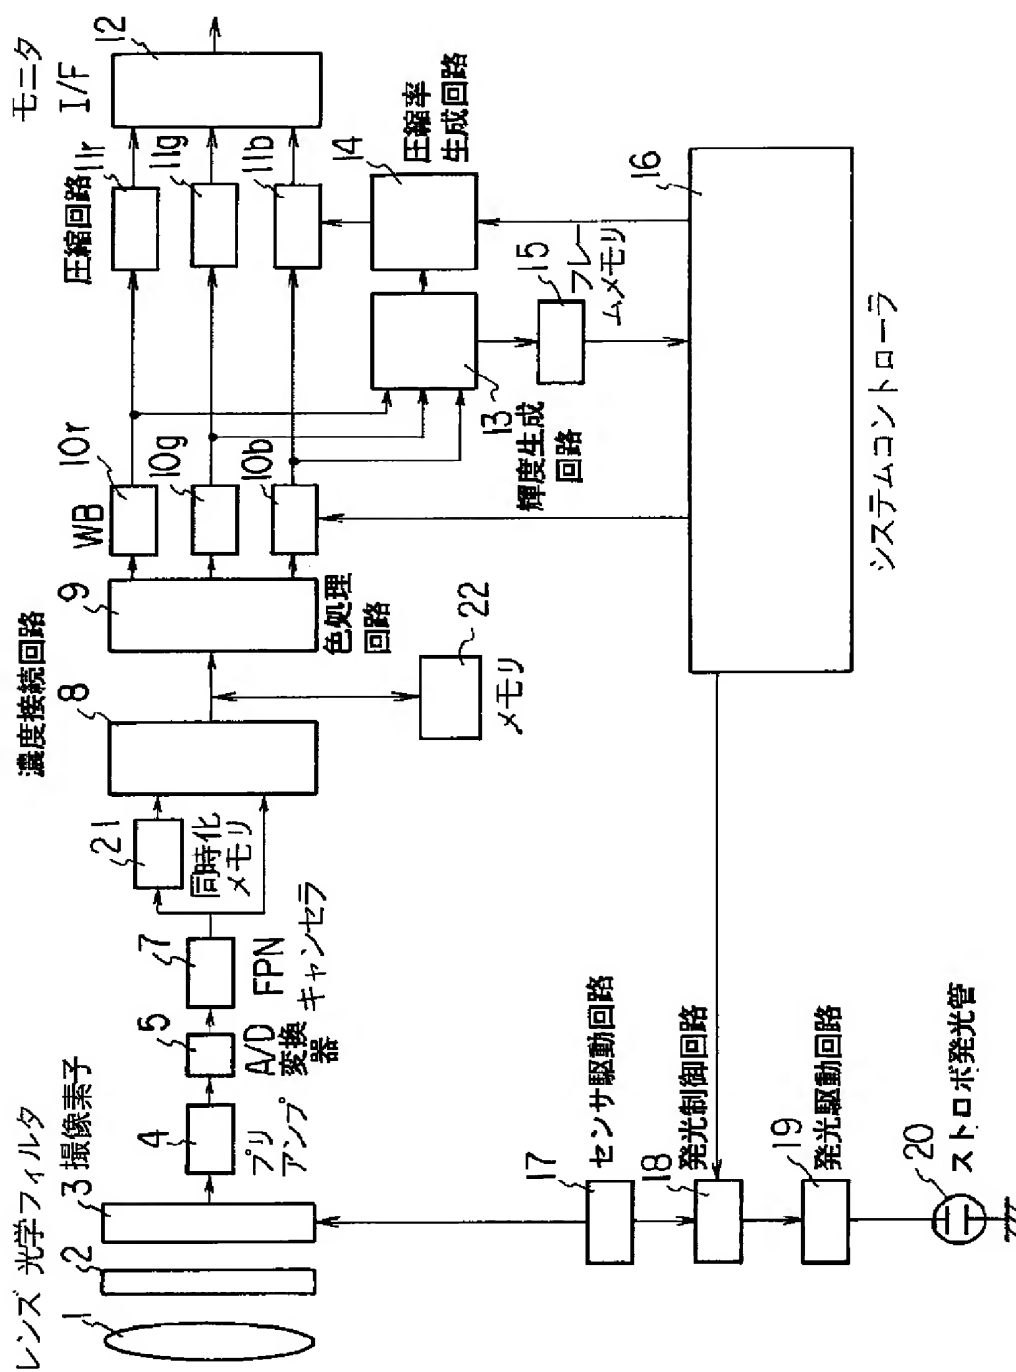 レンズ
光学フィルタ
1
2
3
撮像素子
4
プリ
アンプ
5
A/D
変換
器
7
FPN
キャンセラ
21
同時化
メモリ
濃度接続回路
8
9
色処理
回路
22
メモリ
WB
10r
10g
10b
圧縮回路
11r
11g
11b
モニタ
I/F
12
13
輝度生成
回路
14
圧縮率
生成回路
15
フレー
ムメモリ
16
システムコントローラ
17
センサ駆動回路
18
発光制御回路
19
発光駆動回路
20
ストロボ発光管